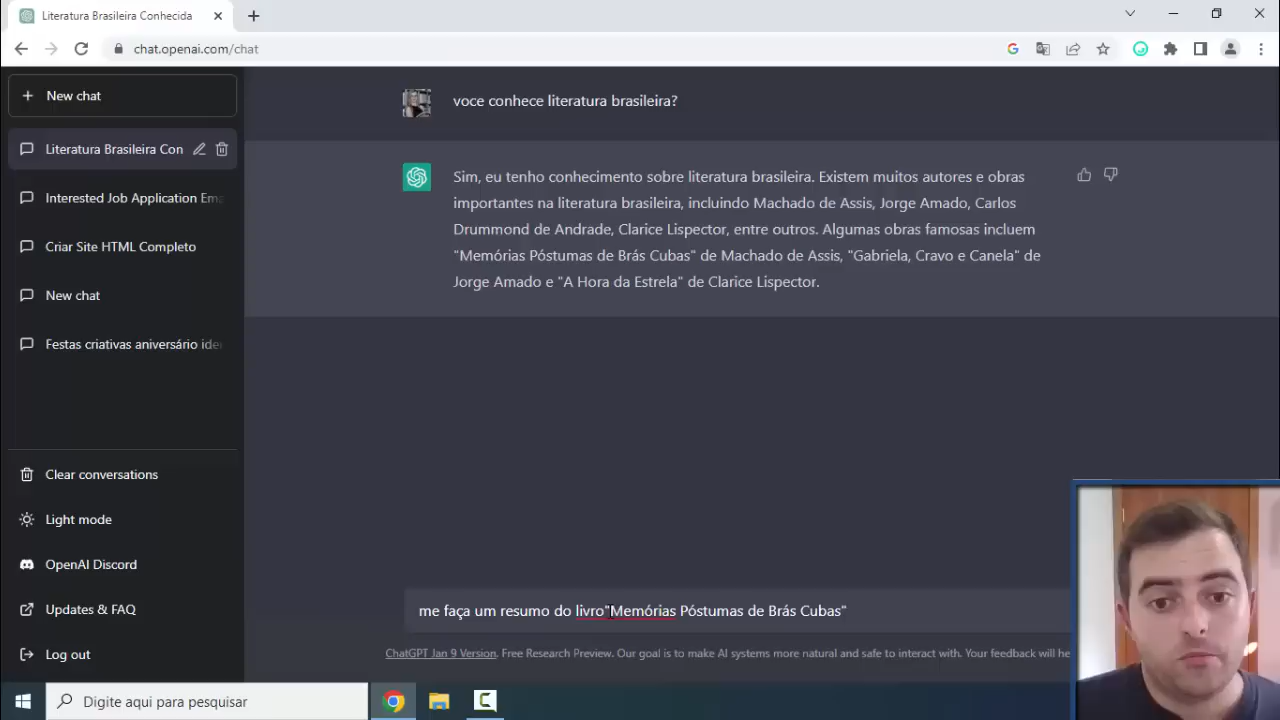 Literatura Brasileira Conhecida
chat.openai.com/chat
New chat
Literatura Brasileira Con
Interested Job Application Ema
Criar Site HTML Completo
New chat
Festas criativas aniversário ide
Clear conversations
Light mode
OpenAI Discord
Updates & FAQ
Log out
voce conhece literatura brasileira?
Sim, eu tenho conhecimento sobre literatura brasileira. Existem muitos autores e obras
importantes na literatura brasileira, incluindo Machado de Assis, Jorge Amado, Carlos
Drummond de Andrade, Clarice Lispector, entre outros. Algumas obras famosas incluem
"Memórias Póstumas de Brás Cubas" de Machado de Assis, "Gabriela, Cravo e Canela" de
Jorge Amado e "A Hora da Estrela" de Clarice Lispector.
me faça um resumo do livro"Memórias Póstumas de Brás Cubas"
ChatGPT Jan 9 Version. Free Research Preview. Our goal is to make AI systems more natural and safe to interact with. Your feedback will he
Digite aqui para pesquisar